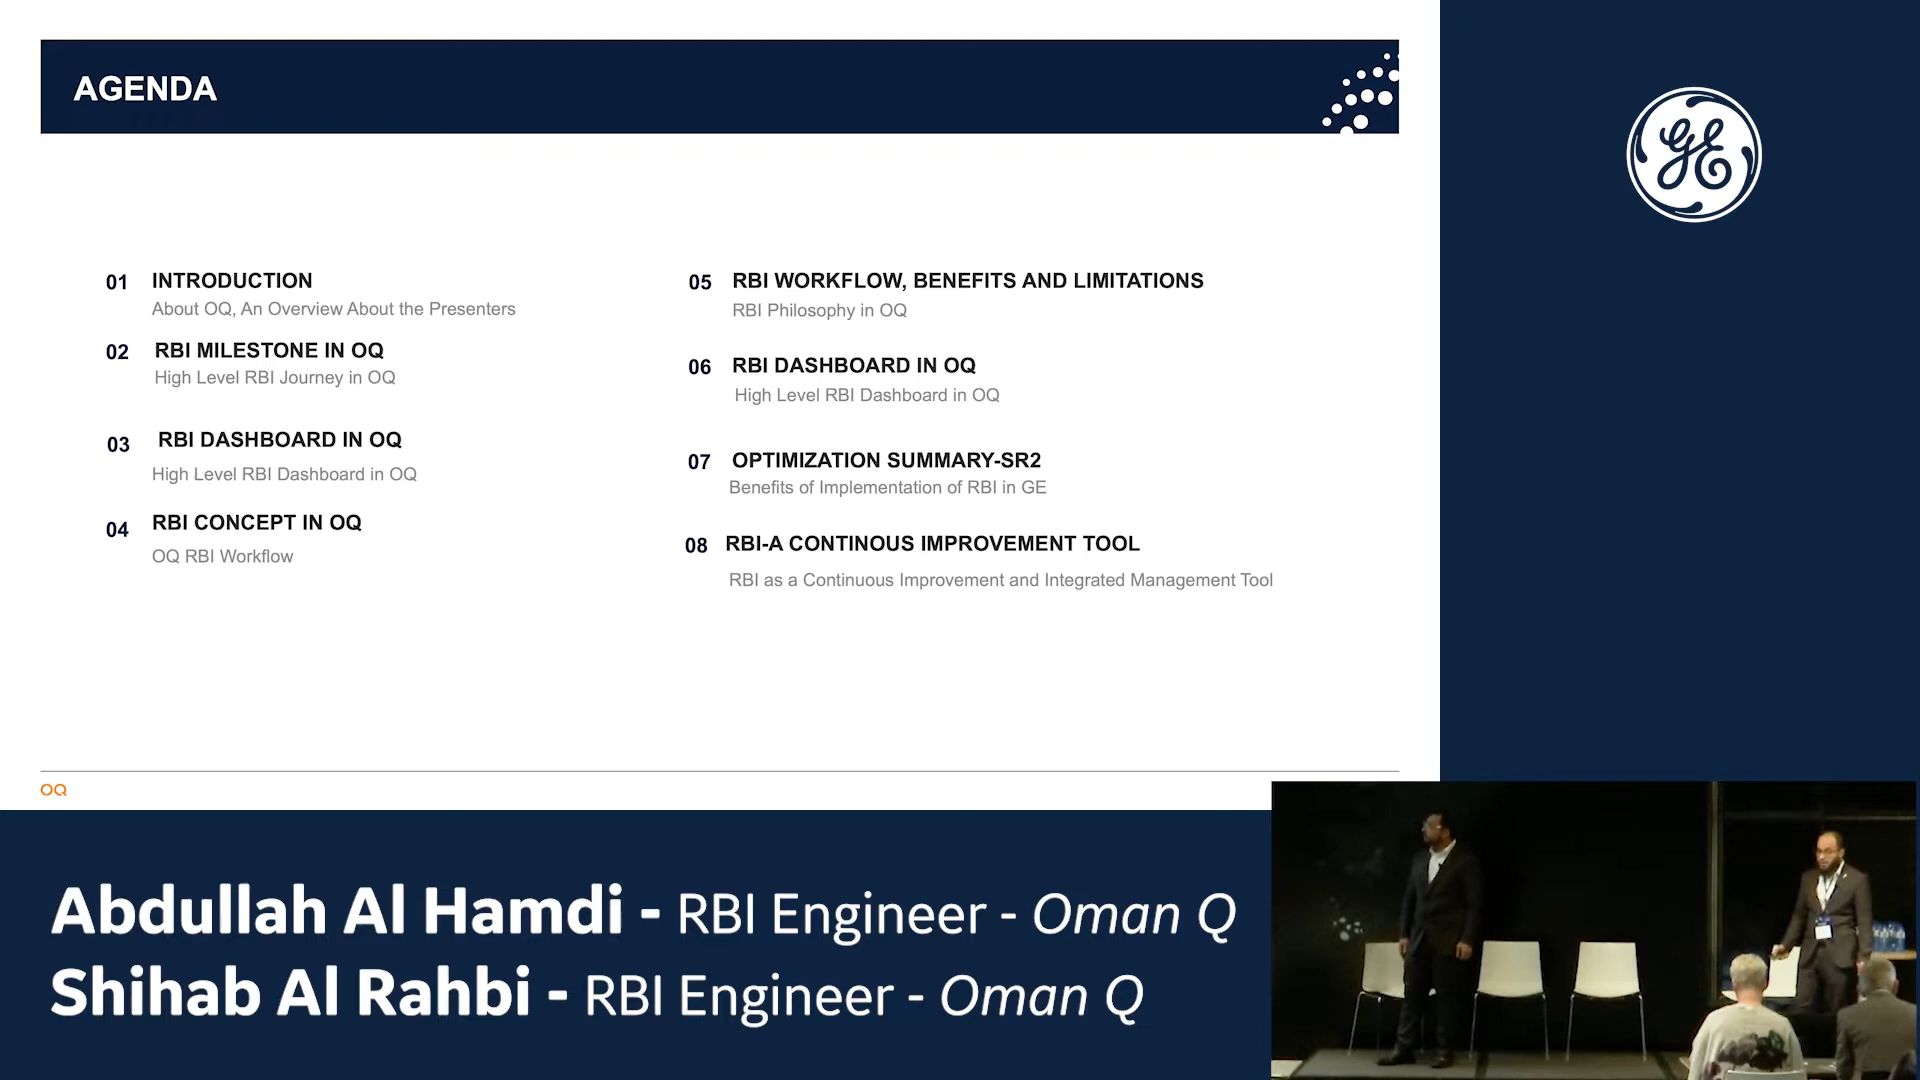 AGENDA
GE
01 INTRODUCTION
About OQ, An Overview About the Presenters
02 RBI MILESTONE IN OQ
High Level RBI Journey in OQ
03 RBI DASHBOARD IN OQ
High Level RBI Dashboard in OQ
04 RBI CONCEPT IN OQ
OQ RBI Workflow
05 RBI WORKFLOW, BENEFITS AND LIMITATIONS
RBI Philosophy in OQ
06 RBI DASHBOARD IN OQ
High Level RBI Dashboard in OQ
07 OPTIMIZATION SUMMARY-SR2
Benefits of Implementation of RBI in GE
08 RBI-A CONTINOUS IMPROVEMENT TOOL
RBI as a Continuous Improvement and Integrated Management Tool
OQ
Abdullah Al Hamdi - RBI Engineer - Oman Q
Shihab Al Rahbi - RBI Engineer - Oman Q